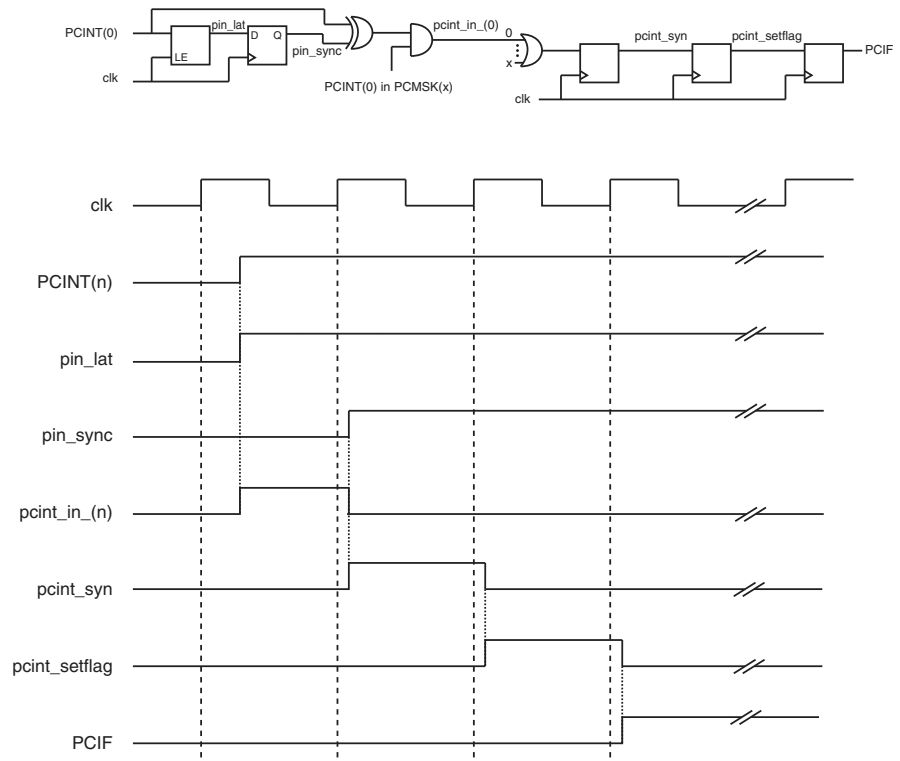 PCINT(0)
pin_lat
D Q
LE
pin_sync
clk
pcint_in_(0)
PCINT(0) in PCMSK(x)
0
x
clk
pcint_syn
pcint_setflag
PCIF
clk
PCINT(n)
pin_lat
pin_sync
pcint_in_(n)
pcint_syn
pcint_setflag
PCIF